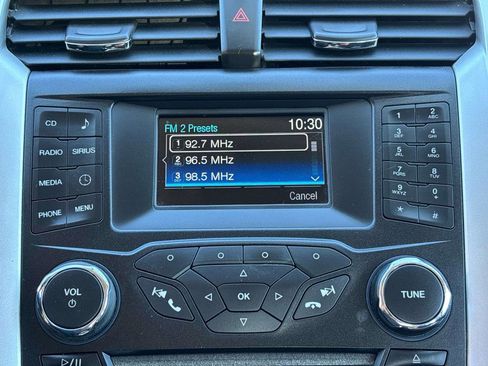 FM 2 Presets 10:30
1 92.7 MHz
2 ABC 96.5 MHz
3 DEF 98.5 MHz
Cancel
CD
RADIO SIRIUS
MEDIA
PHONE MENU
1 2 ABC
3 DEF 4 GHI
5 JKL 6 MNO
7 PQRS 8 TUV
9 WXYZ 0 +
* #
VOL
OK
TUNE